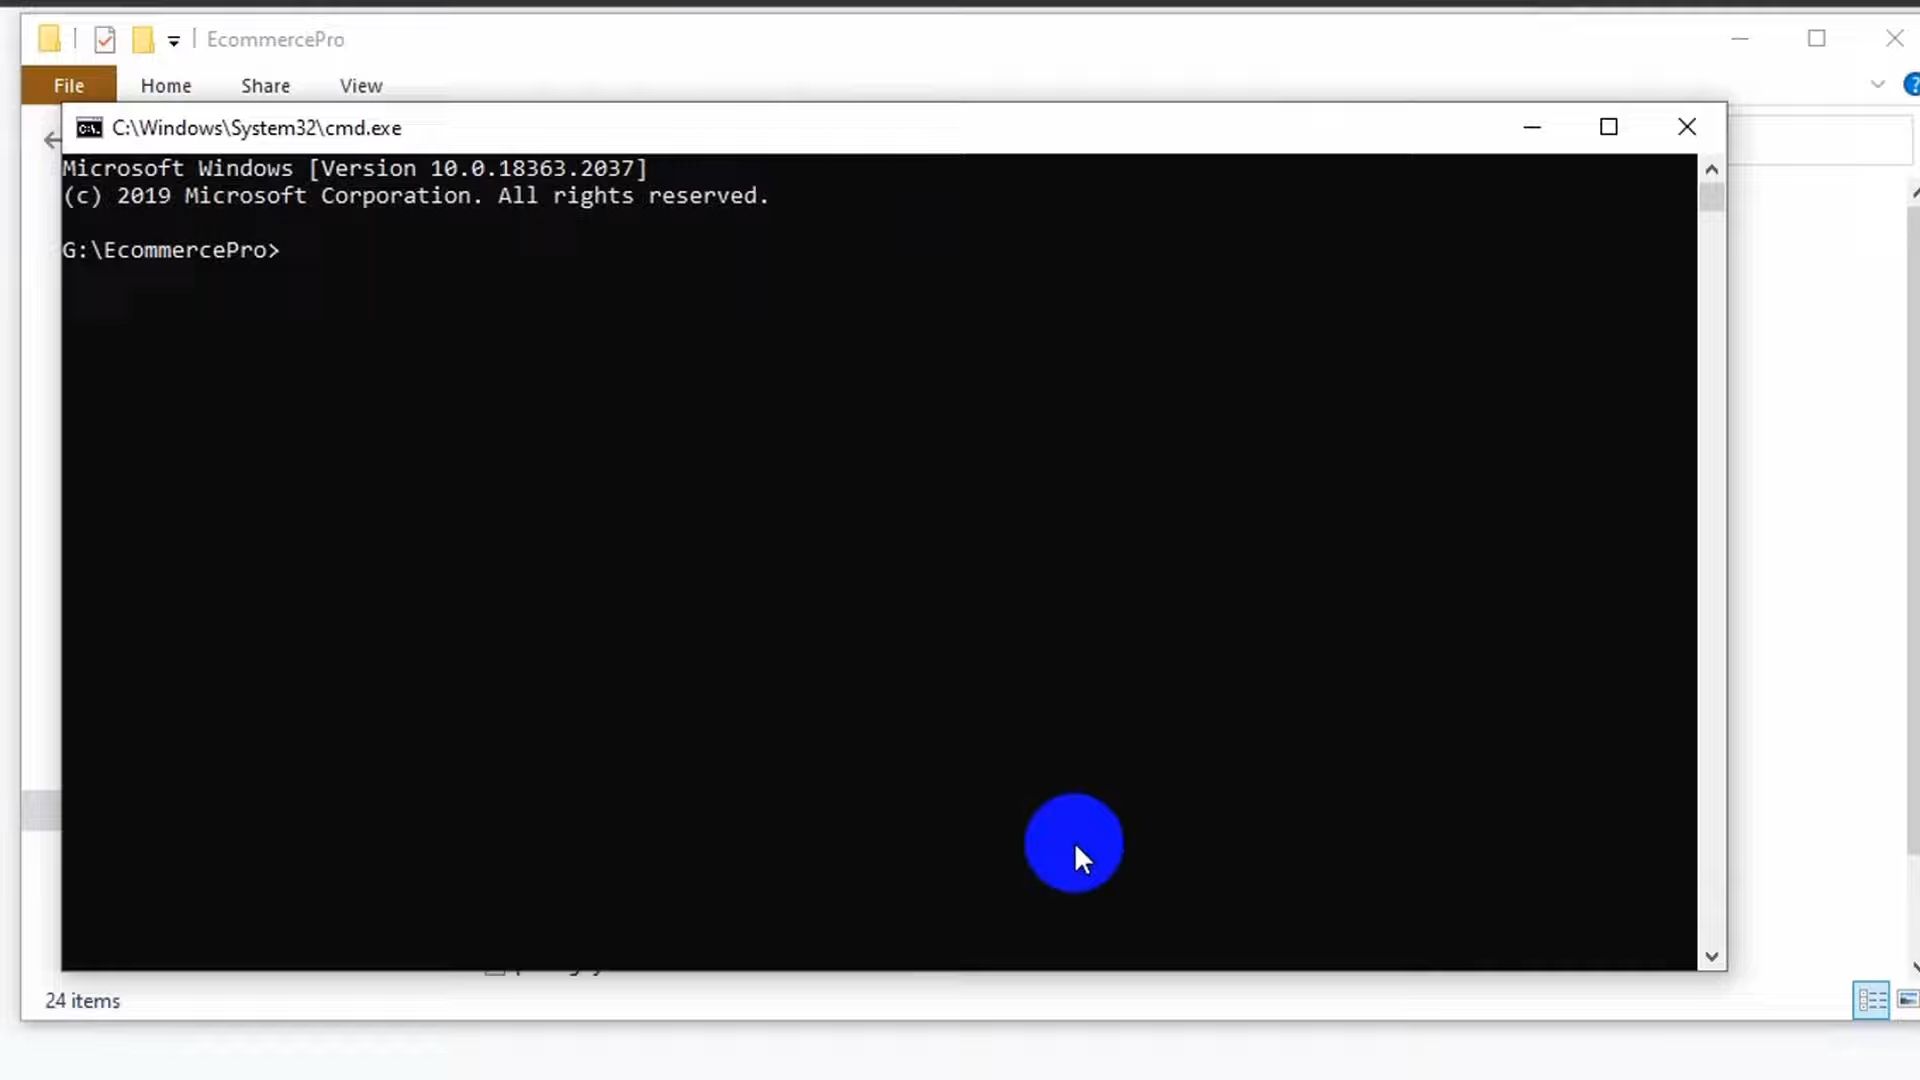 EcommercePro
File Home Share View
C:\Windows\System32\cmd.exe
Microsoft Windows [Version 10.0.18363.2037]
(c) 2019 Microsoft Corporation. All rights reserved.
G:\EcommercePro>
24 items